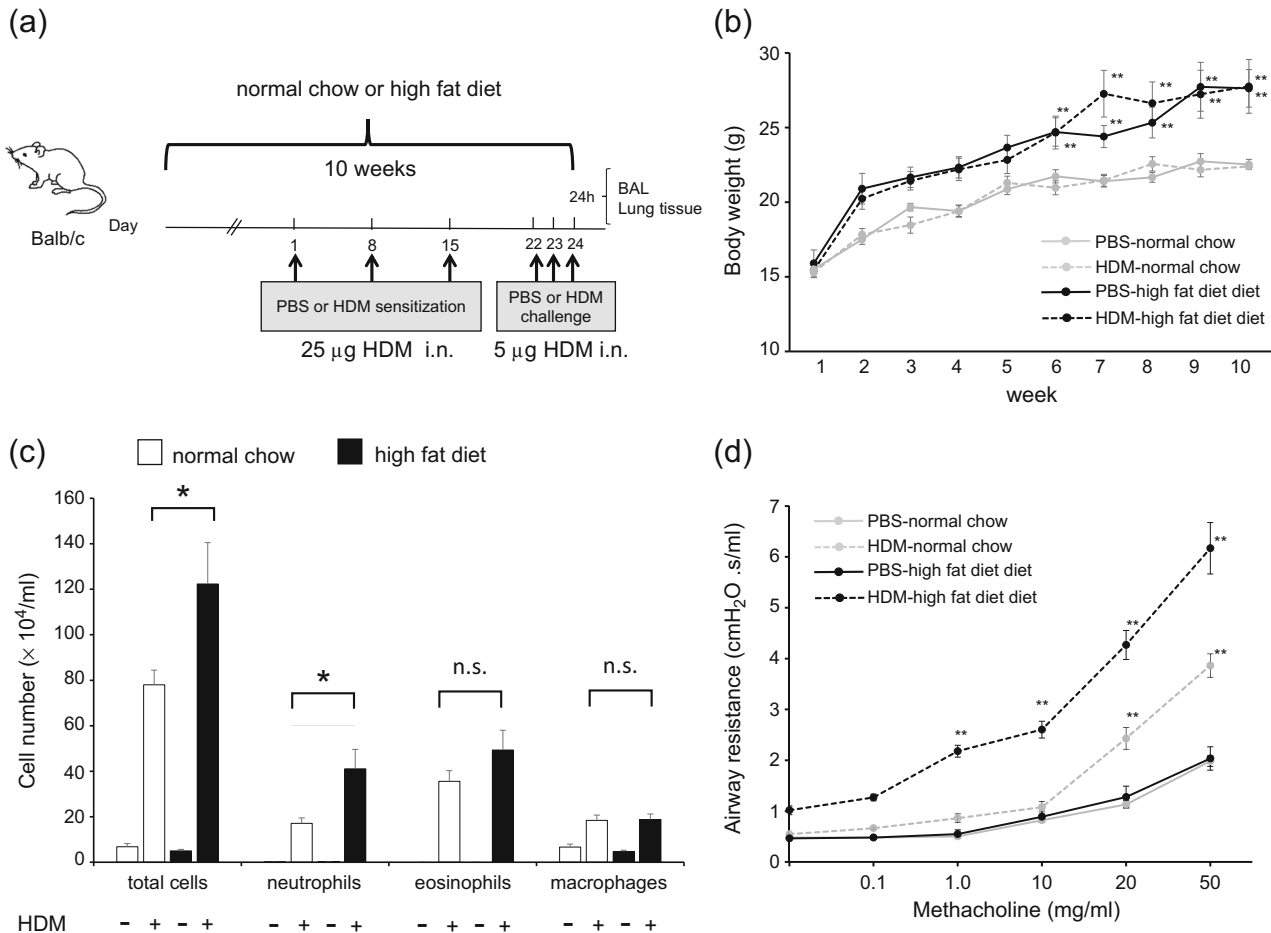 (a)
normal chow or high fat diet
10 weeks
24h
BAL
Lung tissue
Day
Balb/c
1 8 15 22 23 24
PBS or HDM sensitization
PBS or HDM
challenge
25 μg HDM i.n.
5 μg HDM i.n.
(b)
Body weight (g)
30
25
20
15
10
** ** ** ** **
** ** ** ** **
PBS-normal chow
HDM-normal chow
PBS-high fat diet diet
HDM-high fat diet diet
1 2 3 4 5 6 7 8 9 10
week
(c)
normal chow
high fat diet
Cell number (× 10⁴/ml)
160
140
120
100
80
60
40
20
0
*
*
n.s.
n.s.
total cells neutrophils eosinophils macrophages
HDM - + - + - + - + - + - + - + - +
(d)
Airway resistance (cmH₂O .s/ml)
7
6
5
4
3
2
1
0
PBS-normal chow
HDM-normal chow
PBS-high fat diet diet
HDM-high fat diet diet
** ** ** **
** **
0.1 1.0 10 20 50
Methacholine (mg/ml)